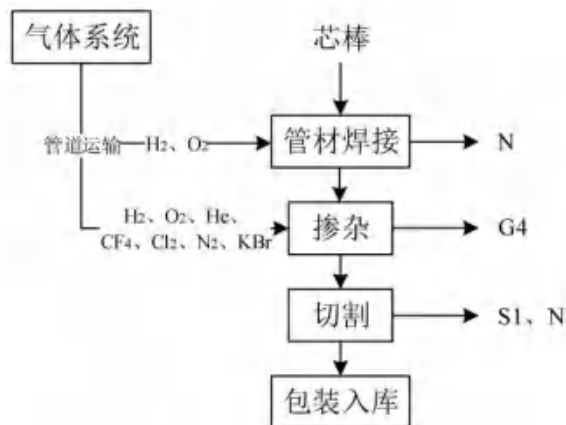 气体系统
芯棒
管道运输 H2、O2 管材焊接 N
H2、O2、He、
CF4、Cl2、N2、KBr
掺杂 G4
切割 S1、N
包装入库